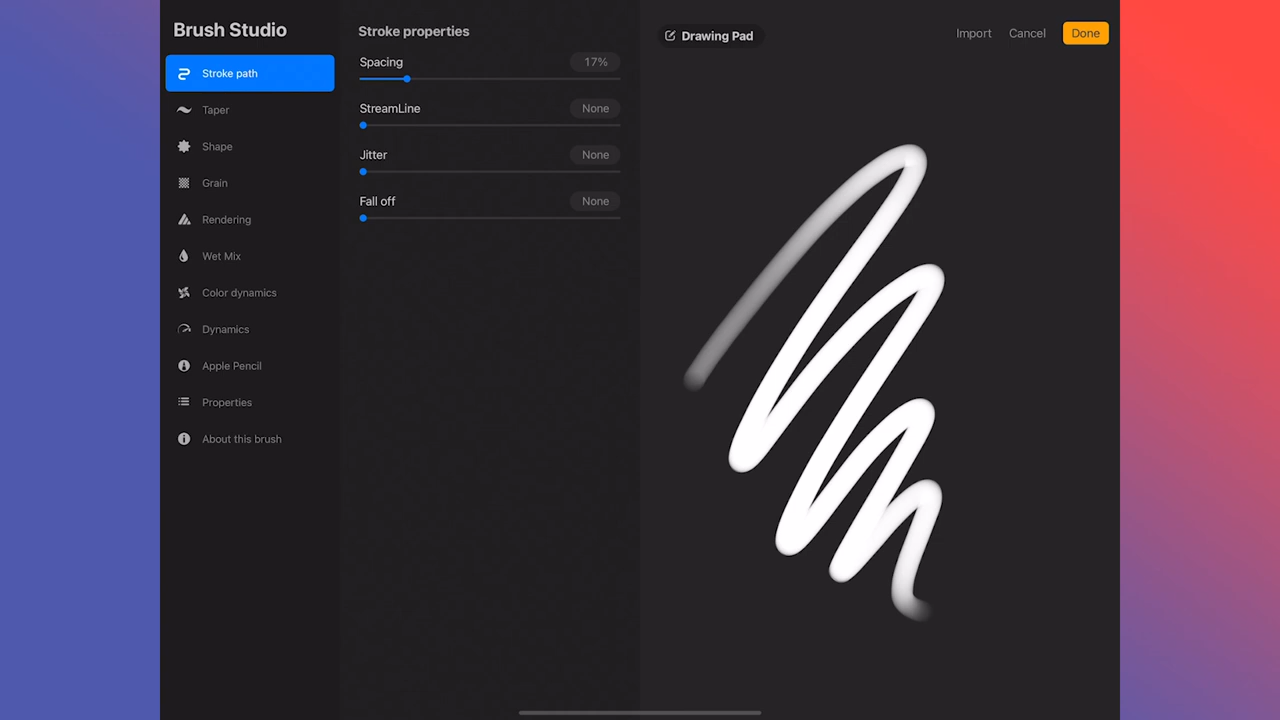 Brush Studio
Stroke path
Taper
Shape
Grain
Rendering
Wet Mix
Color dynamics
Dynamics
Apple Pencil
Properties
About this brush
Stroke properties
Spacing 17%
StreamLine None
Jitter None
Fall off None
Drawing Pad
Import Cancel Done